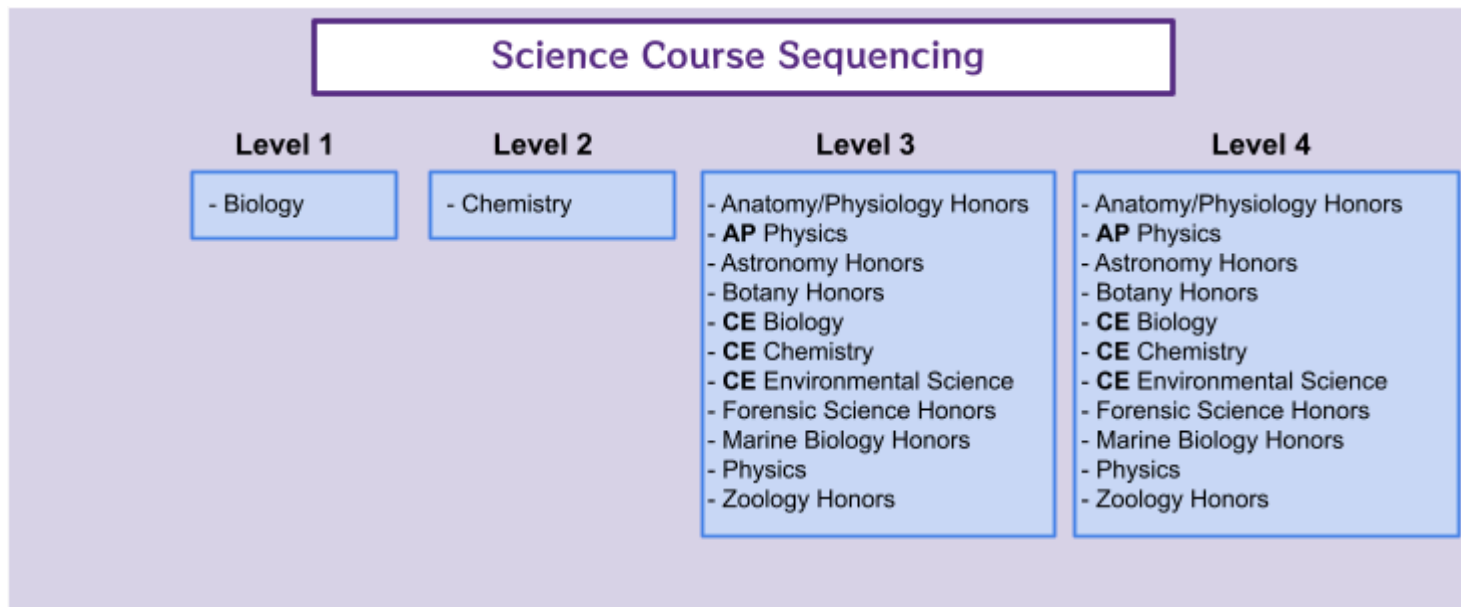 Science Course Sequencing
Level 1
- Biology
Level 2
- Chemistry
Level 3
- Anatomy/Physiology Honors
- AP Physics
- Astronomy Honors
- Botany Honors
- CE Biology
- CE Chemistry
- CE Environmental Science
- Forensic Science Honors
- Marine Biology Honors
- Physics
- Zoology Honors
Level 4
- Anatomy/Physiology Honors
- AP Physics
- Astronomy Honors
- Botany Honors
- CE Biology
- CE Chemistry
- CE Environmental Science
- Forensic Science Honors
- Marine Biology Honors
- Physics
- Zoology Honors